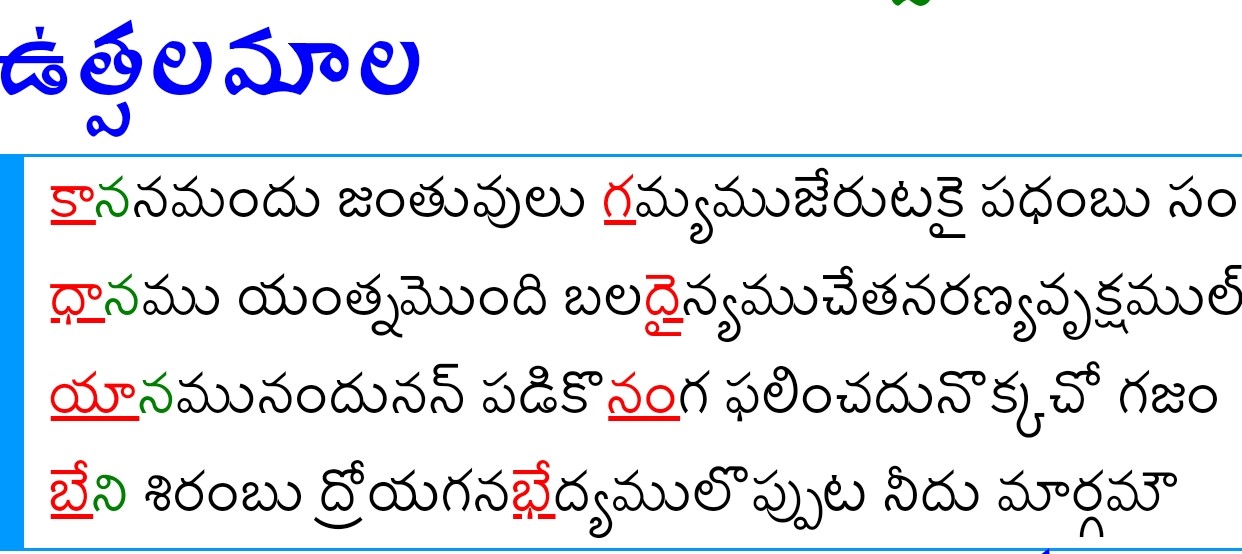 ఉత్పలమాల
కాననమందు జంతువులు గమ్యముజేరుటకై పధంబు సం
ధానము యంత్నమొంది బలదైన్యముచేతనరణ్యవృక్షముల్
యానమునందునన్ పడికొనంగ ఫలించదునొక్కచో గజం
బేని శిరంబు ద్రోయగనభేద్యములొప్పుట నీదు మార్గమౌ